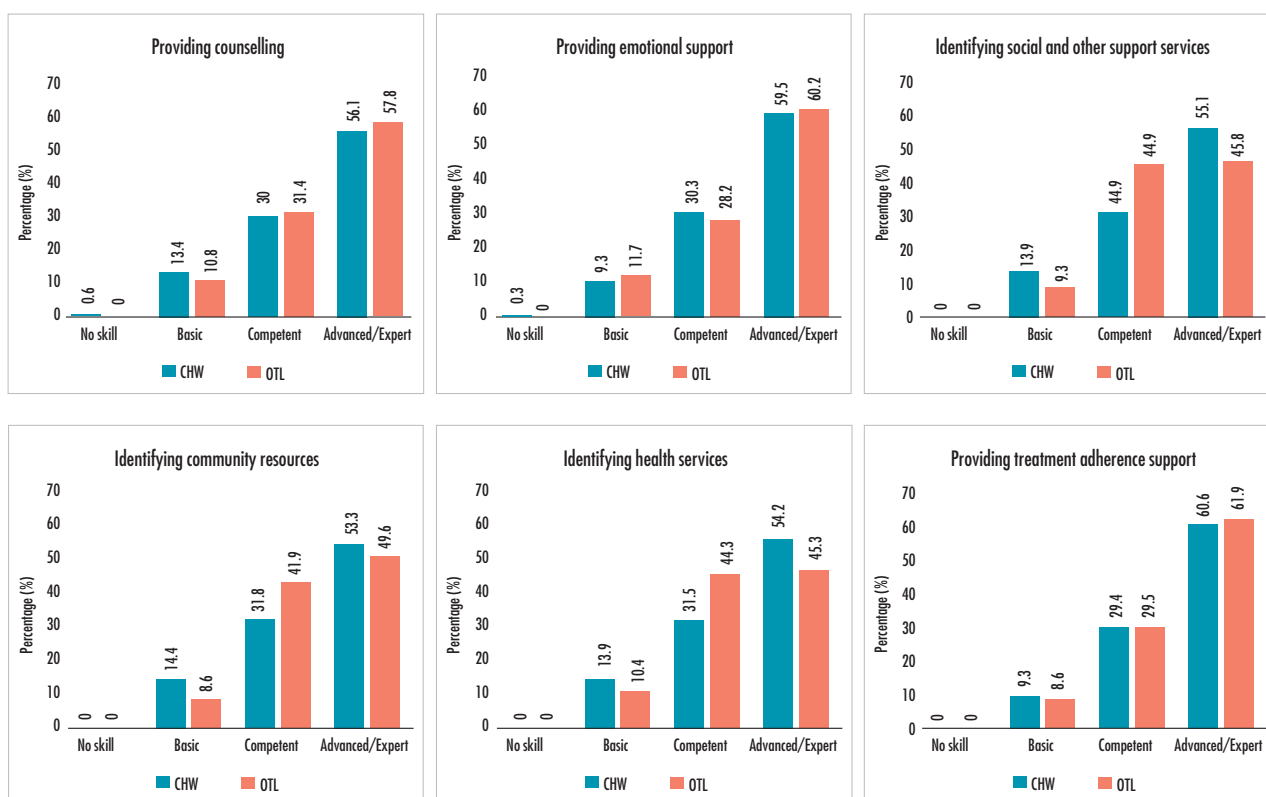 Providing counselling
Percentage (%)
70
60
50
40
30
20
10
0
0.6
0
13.4
10.8
30
31.4
56.1
57.8
No skill
Basic
Competent
Advanced/Expert
CHW
OTL
Providing emotional support
Percentage (%)
70
60
50
40
30
20
10
0
0.3
0
9.3
11.7
30.3
28.2
59.5
60.2
No skill
Basic
Competent
Advanced/Expert
CHW
OTL
Identifying social and other support services
Percentage (%)
70
60
50
40
30
20
10
0
0
0
13.9
9.3
44.9
44.9
55.1
45.8
No skill
Basic
Competent
Advanced/Expert
CHW
OTL
Identifying community resources
Percentage (%)
70
60
50
40
30
20
10
0
0
0
14.4
8.6
31.8
41.9
53.3
49.6
No skill
Basic
Competent
Advanced/Expert
CHW
OTL
Identifying health services
Percentage (%)
70
60
50
40
30
20
10
0
0
0
13.9
10.4
31.5
44.3
54.2
45.3
No skill
Basic
Competent
Advanced/Expert
CHW
OTL
Providing treatment adherence support
Percentage (%)
70
60
50
40
30
20
10
0
0
0
9.3
8.6
29.4
29.5
60.6
61.9
No skill
Basic
Competent
Advanced/Expert
CHW
OTL